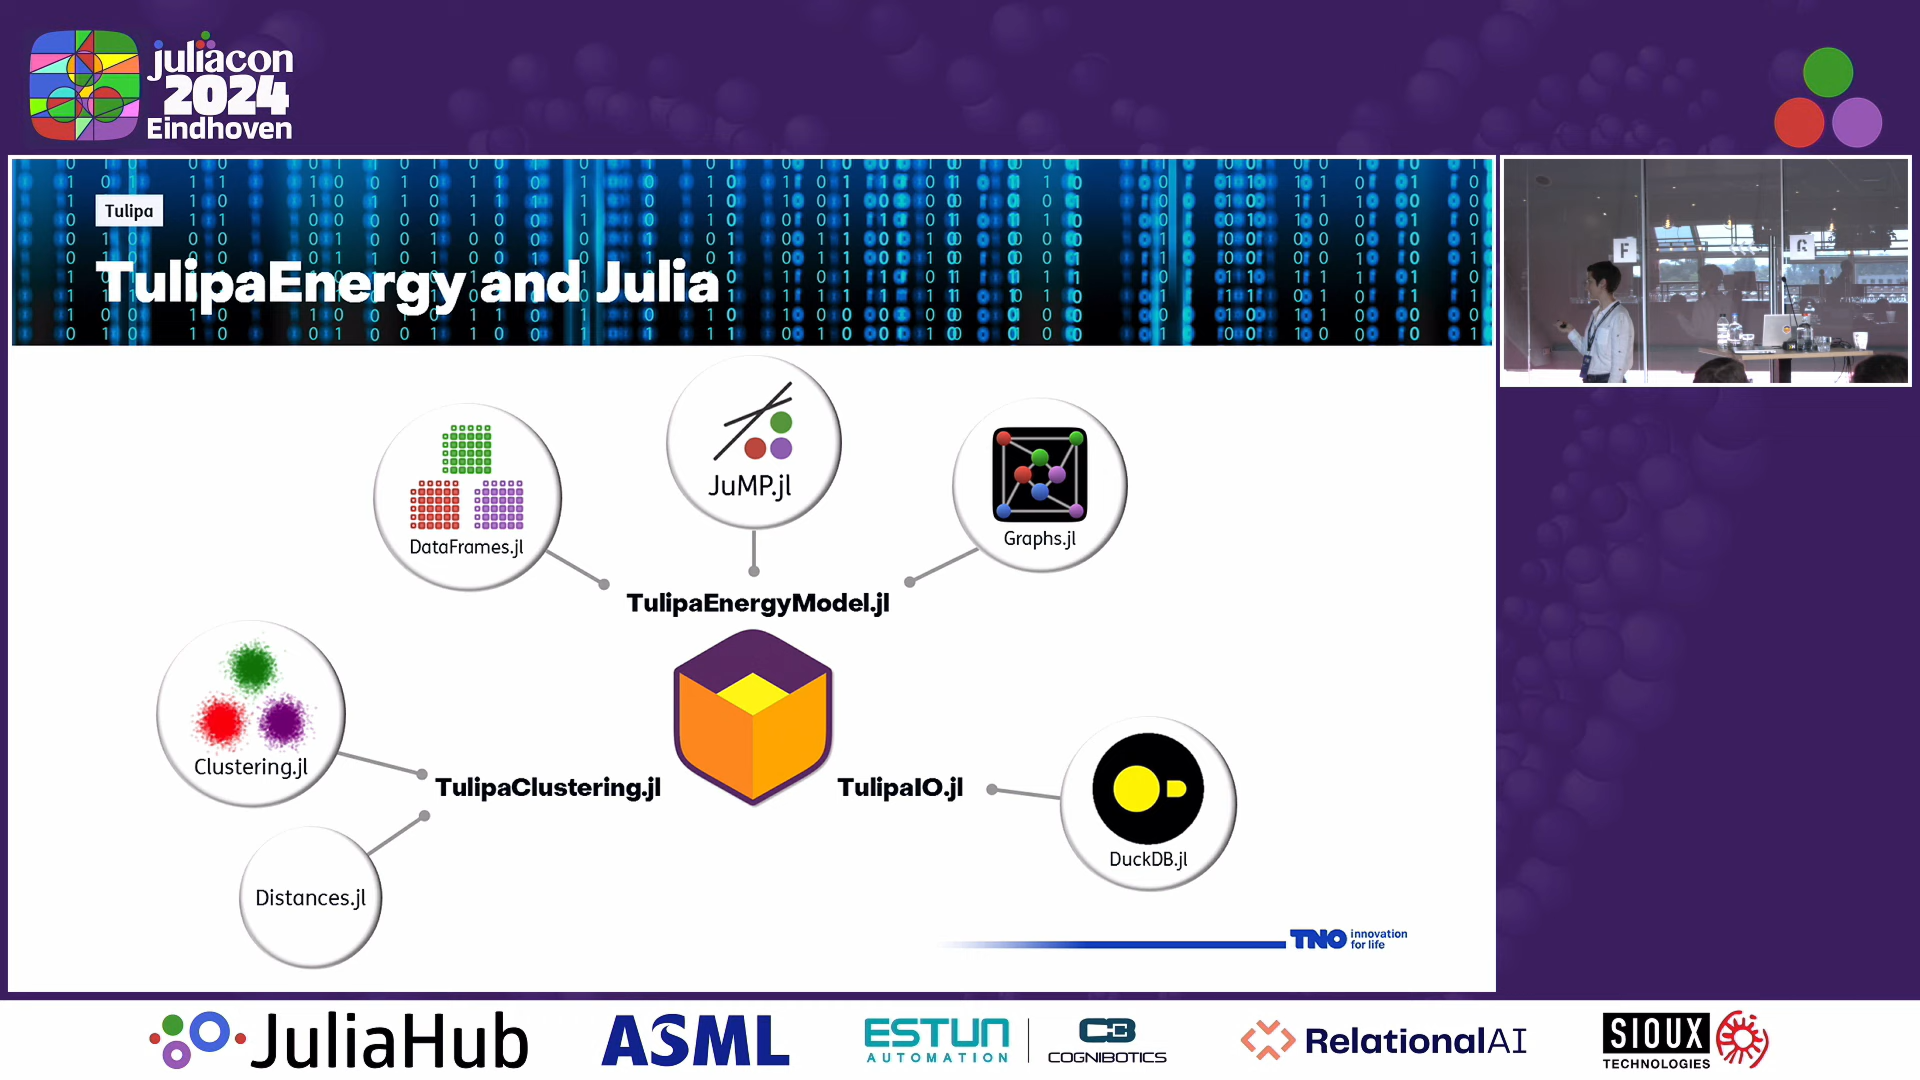 juliacon
2024
Eindhoven
Tulipa
TulipaEnergy and Julia
F
G
DataFrames.jl
JuMP.jl
Graphs.jl
TulipaEnergyModel.jl
Clustering.jl
TulipaClustering.jl
TulipaIO.jl
DuckDB.jl
Distances.jl
TNO innovation
for life
JuliaHub
ASML
ESTUN
AUTOMATION
COGNIBOTICS
RelationalAI
SIOUX
TECHNOLOGIES